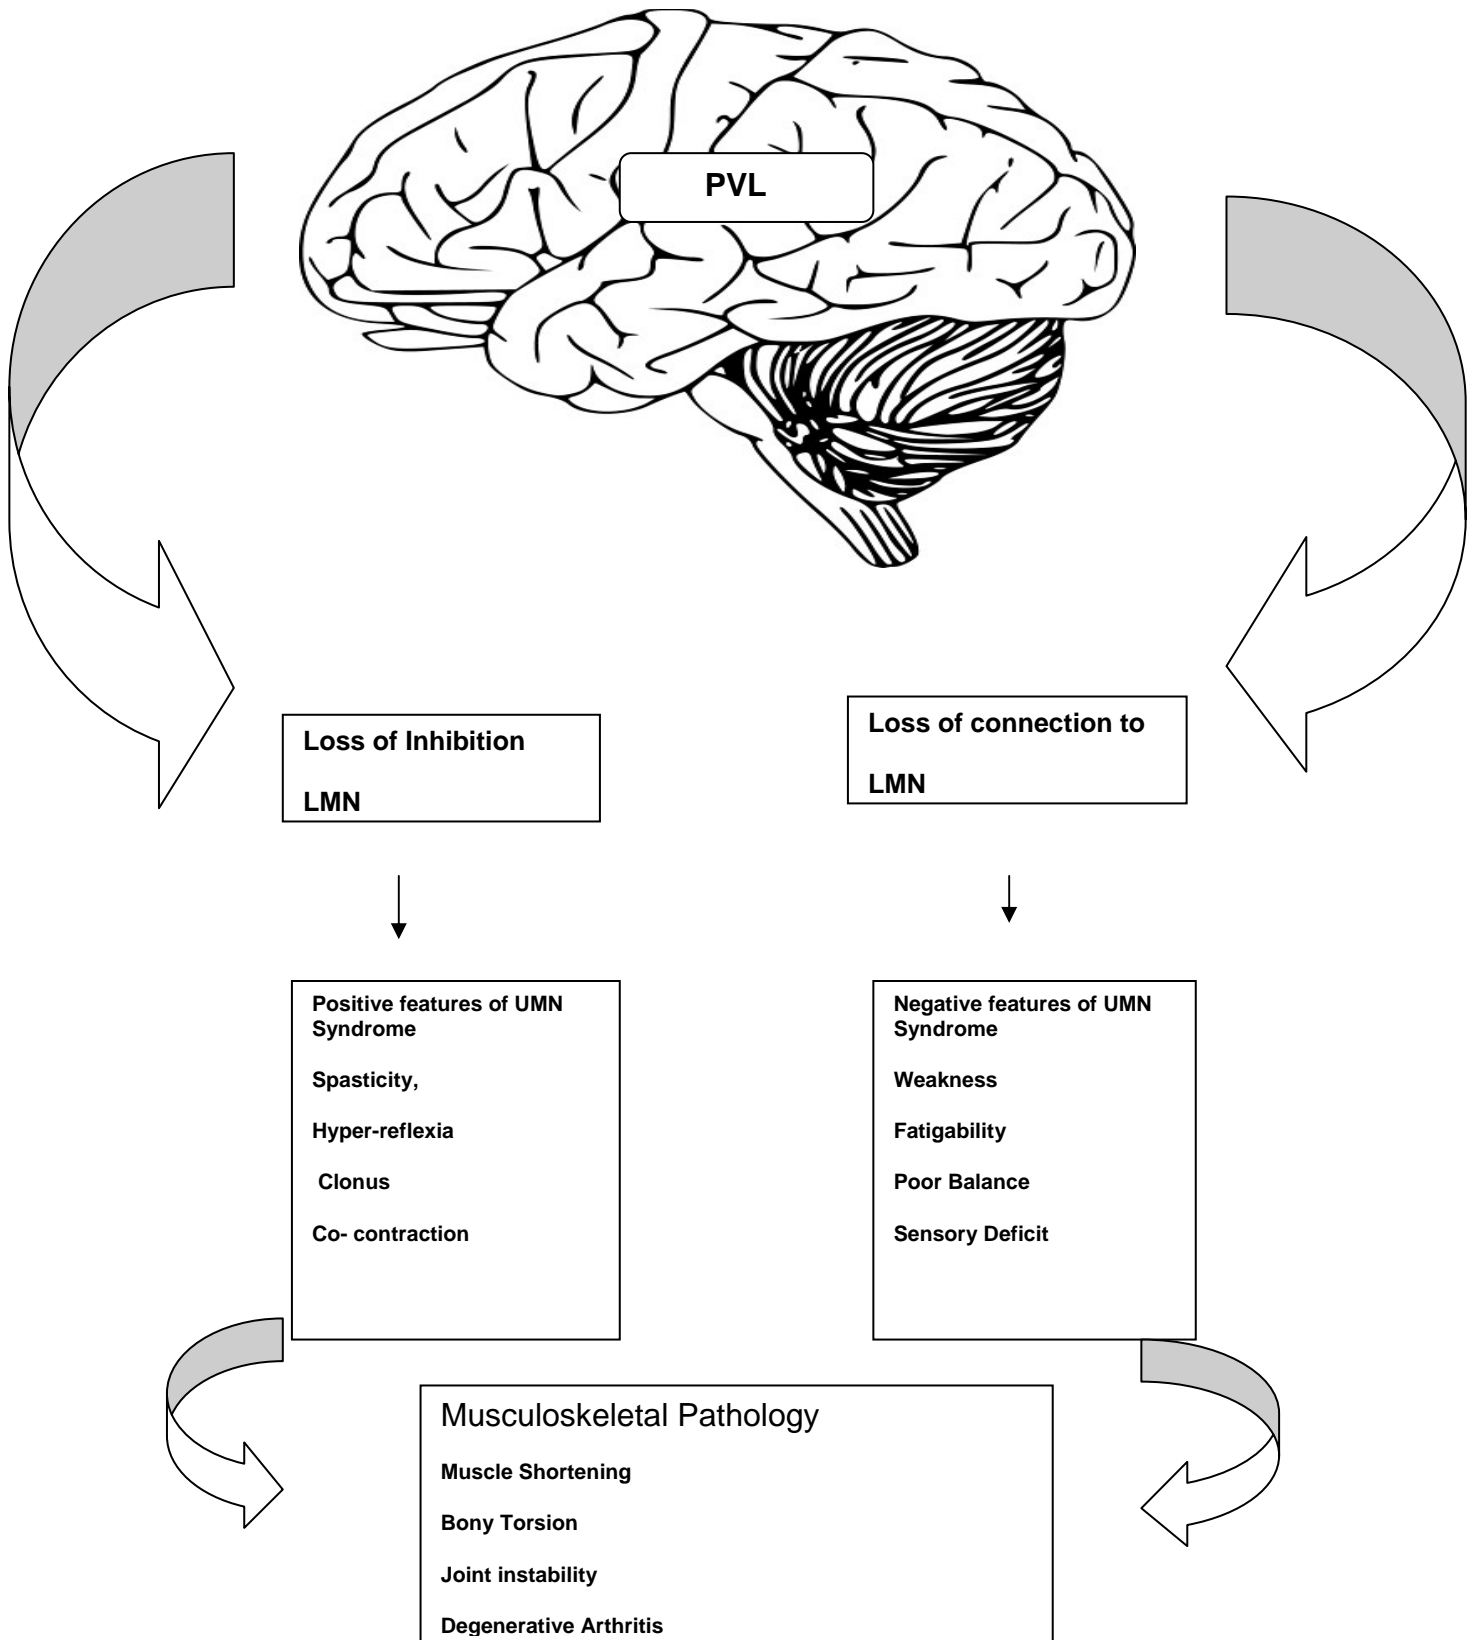 PVL
Loss of Inhibition
LMN
Loss of connection to
LMN
Positive features of UMN
Syndrome
Spasticity,
Hyper-reflexia
Clonus
Co- contraction
Negative features of UMN
Syndrome
Weakness
Fatigability
Poor Balance
Sensory Deficit
Musculoskeletal Pathology
Muscle Shortening
Bony Torsion
Joint instability
Degenerative Arthritis